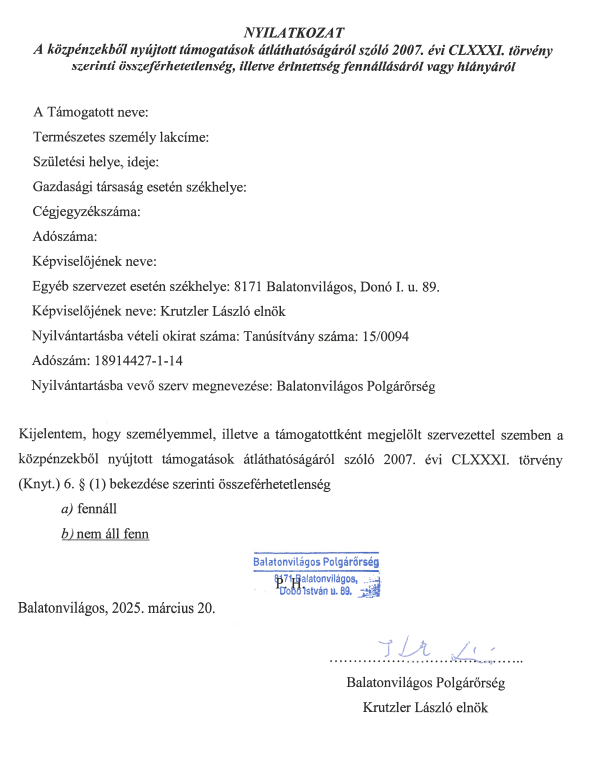 NYILATKOZAT
A közpénzekből nyújtott támogatások átláthatóságáról szóló 2007. évi CLXXXI. törvény
szerinti összeférhetetlenség, illetve érintettség fennállásáról vagy hiányáról
A Támogatott neve:
Természetes személy lakcíme:
Születési helye, ideje:
Gazdasági társaság esetén székhelye:
Cégjegyzékszáma:
Adószáma:
Képviselőjének neve:
Egyéb szervezet esetén székhelye: 8171 Balatonvilágos, Donó I. u. 89.
Képviselőjének neve: Krutzler László elnök
Nyilvántartásba vételi okirat száma: Tanúsítvány száma: 15/0094
Adószám: 18914427-1-14
Nyilvántartásba vevő szerv megnevezése: Balatonvilágos Polgárőrség
Kijelentem, hogy személyemmel, illetve a támogatottként megjelölt szervezettel szemben a
közpénzekből nyújtott támogatások átláthatóságáról szóló 2007. évi CLXXXI. törvény
(Knyt.) 6. § (1) bekezdése szerinti összeférhetetlenség
a) fennáll
b) nem áll fenn
Balatonvilágos Polgárőrség
8171 Balatonvilágos,
P. H.
Dobó István u. 89.
Balatonvilágos, 2025. március 20.
Balatonvilágos Polgárőrség
Krutzler László elnök